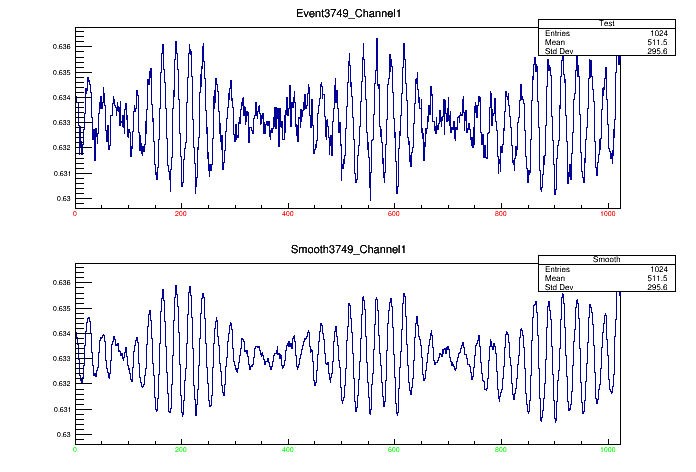 Event3749_Channel1
Test
Entries 1024
Mean 511.5
Std Dev 295.6
0.636
0.635
0.634
0.633
0.632
0.631
0.63
0 200 400 600 800 1000
Smooth3749_Channel1
Smooth
Entries 1024
Mean 511.5
Std Dev 295.6
0.636
0.635
0.634
0.633
0.632
0.631
0.63
0 200 400 600 800 1000